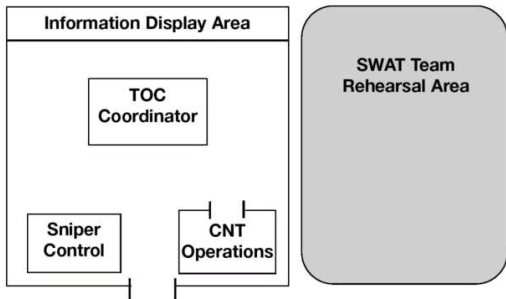 Information Display Area
TOC
Coordinator
SWAT Team
Rehearsal Area
Sniper
Control
CNT
Operations